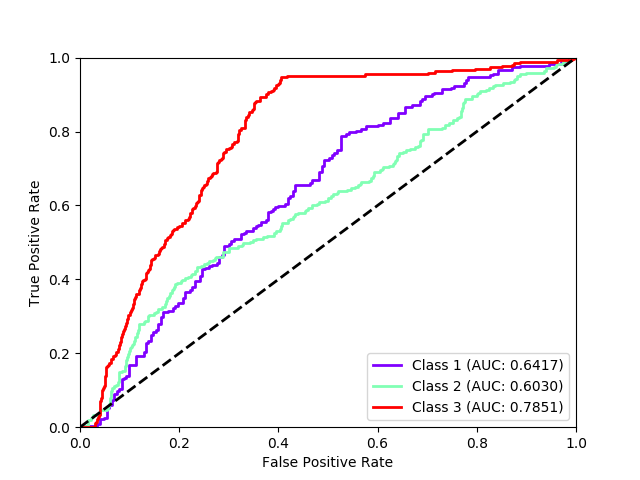 1.0
0.8
0.6
0.4
0.2
0.0
True Positive Rate
Class 1 (AUC: 0.6417)
Class 2 (AUC: 0.6030)
Class 3 (AUC: 0.7851)
0.0 0.2 0.4 0.6 0.8 1.0
False Positive Rate